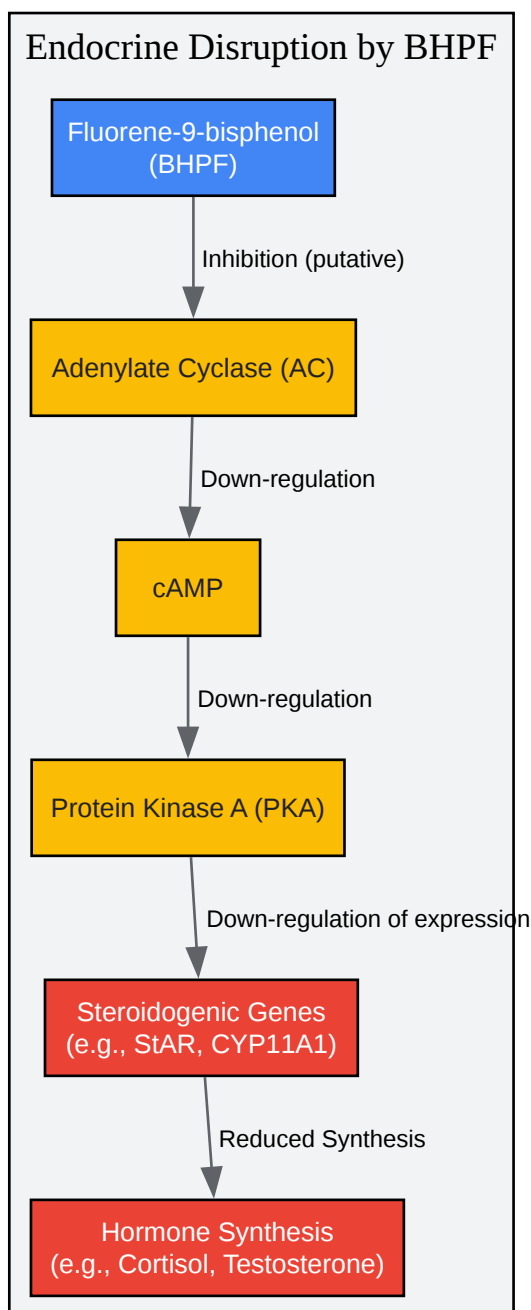 Endocrine Disruption by BHPF
Fluorene-9-bisphenol
(BHPF)
Inhibition (putative)
Adenylate Cyclase (AC)
Down-regulation
cAMP
Down-regulation
Protein Kinase A (PKA)
Down-regulation of expression
Steroidogenic Genes
(e.g., StAR, CYP11A1)
Reduced Synthesis
Hormone Synthesis
(e.g., Cortisol, Testosterone)